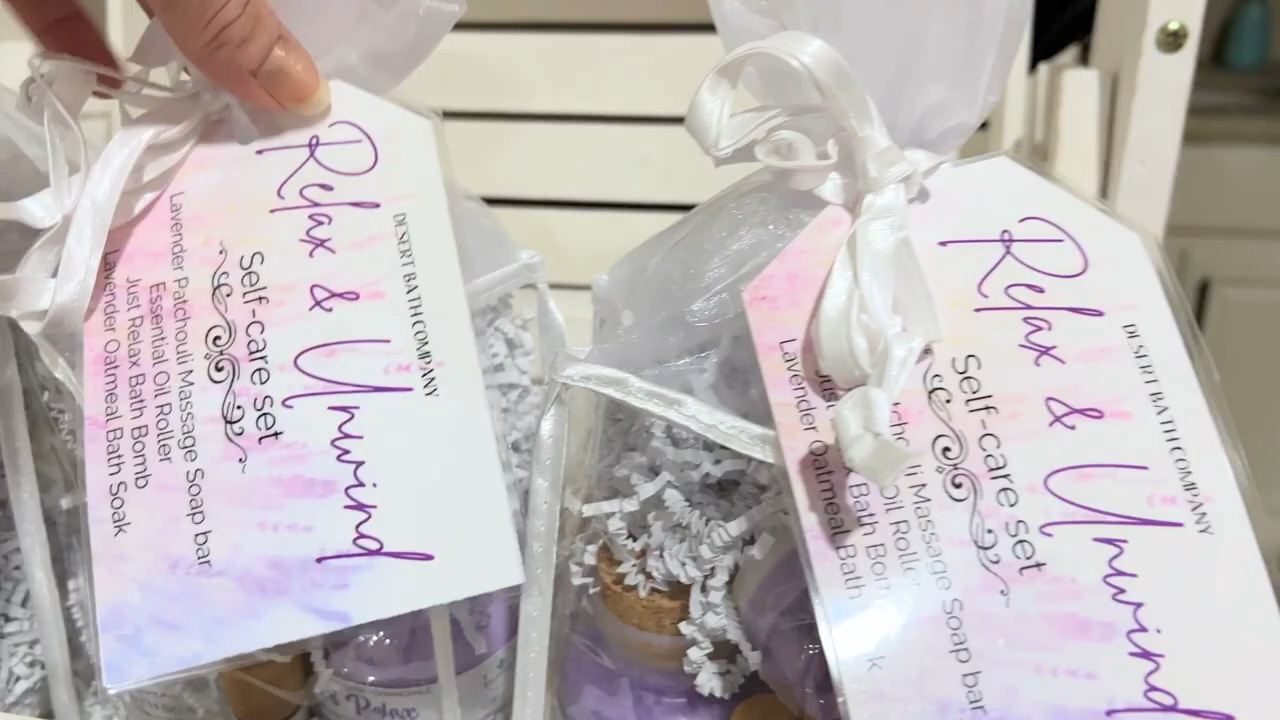 DESERT BATH COMPANY
Relax & Unwind
Self-care set
Lavender Patchouli Massage Soap bar
Essential Oil Roller
Just Relax Bath Bomb
Lavender Oatmeal Bath Soak
Relax
DESERT BATH COMPANY
Relax & Unwind
Self-care set
Massage Soap bar
Oil Roller
Bath
Lavender Oatmeal Bath